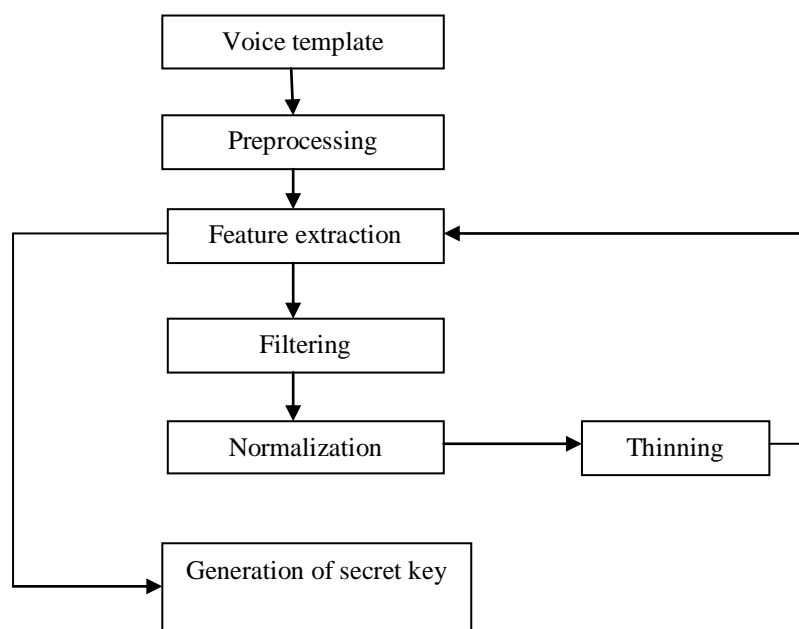 Voice template
Preprocessing
Feature extraction
Filtering
Normalization
Thinning
Generation of secret key